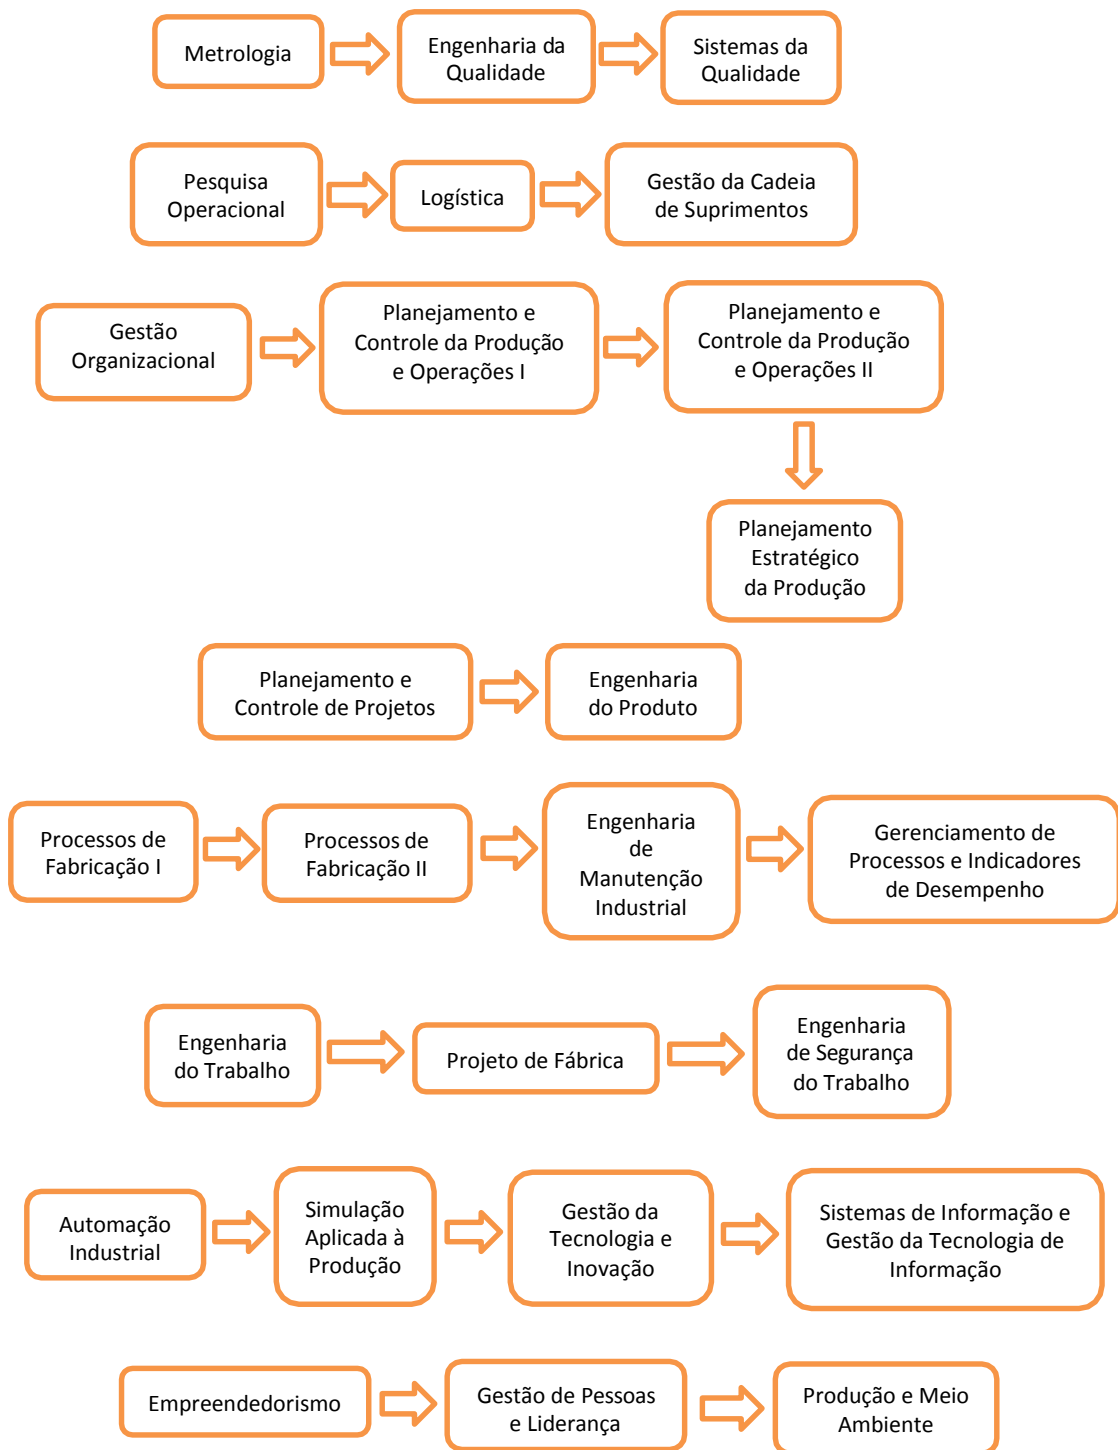 Metrologia
Engenharia da
Qualidade
Sistemas da
Qualidade
Pesquisa
Operacional
Logística
Gestão da Cadeia
de Suprimentos
Gestão
Organizacional
Planejamento e
Controle da Produção
e Operações I
Planejamento e
Controle da Produção
e Operações II
Planejamento
Estratégico
da Produção
Planejamento e
Controle de Projetos
Engenharia
do Produto
Processos de
Fabricação I
Processos de
Fabricação II
Engenharia
de
Manutenção
Industrial
Gerenciamento de
Processos e Indicadores
de Desempenho
Engenharia
do Trabalho
Projeto de Fábrica
Engenharia
de Segurança
do Trabalho
Automação
Industrial
Simulação
Aplicada à
Produção
Gestão da
Tecnologia e
Inovação
Sistemas de Informação e
Gestão da Tecnologia de
Informação
Empreendedorismo
Gestão de Pessoas
e Liderança
Produção e Meio
Ambiente